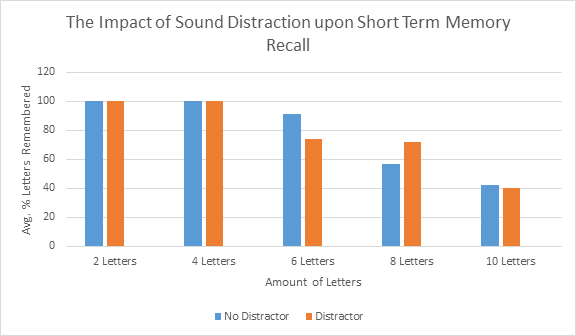 The Impact of Sound Distraction upon Short Term Memory
Recall
120
100
80
60
40
20
0
Avg. % Letters Remembered
2 Letters 4 Letters 6 Letters 8 Letters 10 Letters
Amount of Letters
No Distractor Distractor